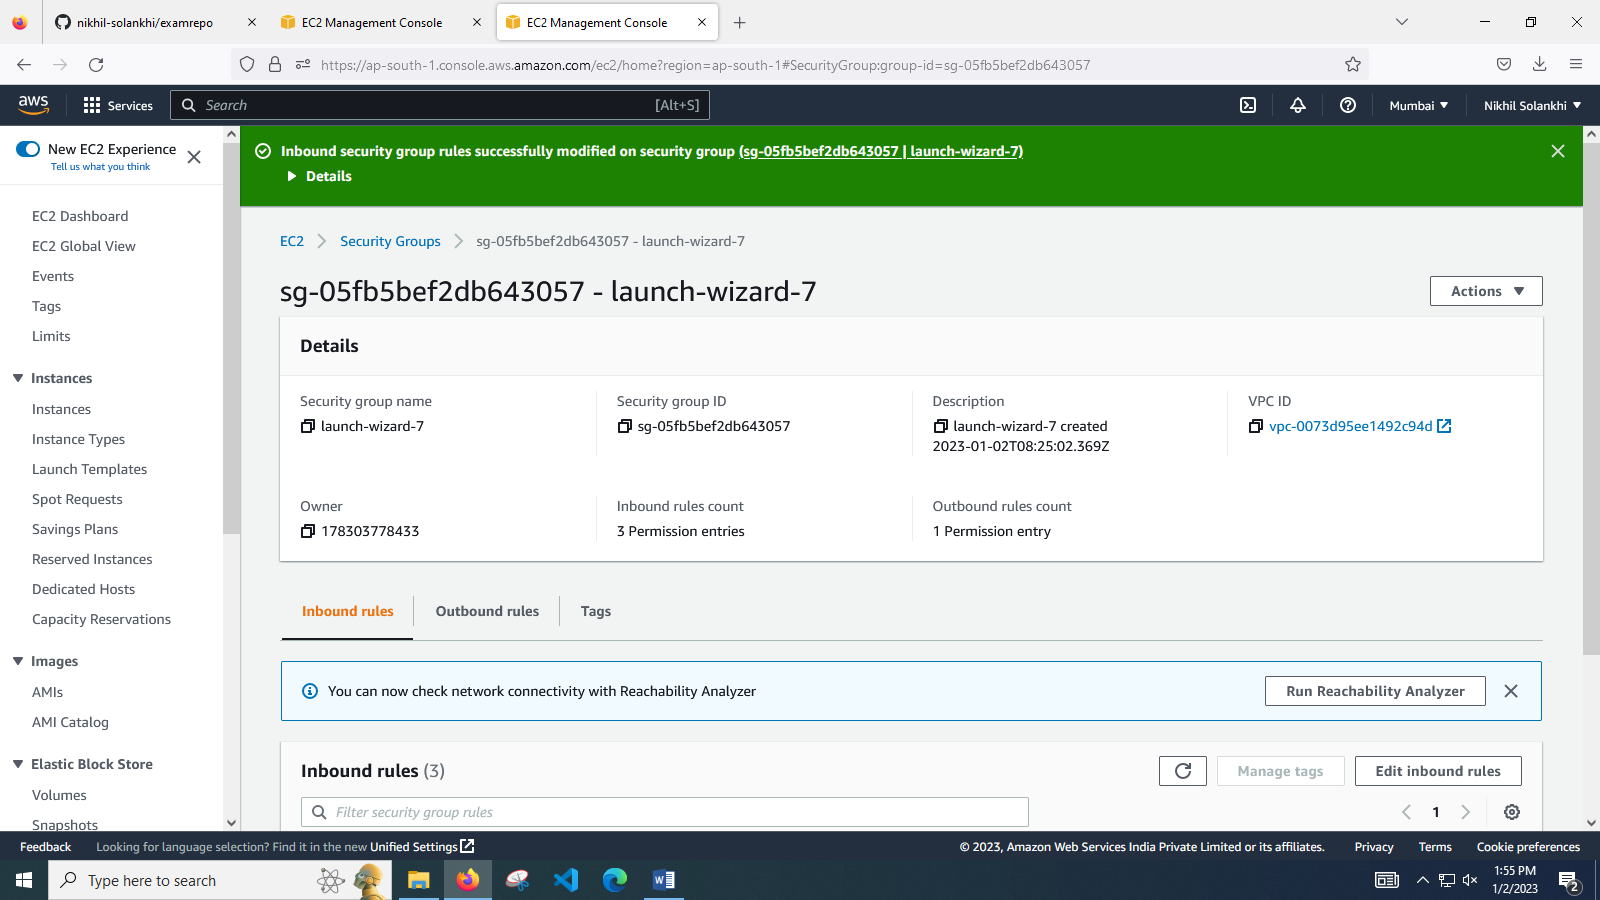 nikhil-solankhi/examrepo
EC2 Management Console
EC2 Management Console
https://ap-south-1.console.aws.amazon.com/ec2/home?region=ap-south-1#SecurityGroup:group-id=sg-05fb5bef2db643057
aws
Services
Search
[Alt+S]
Mumbai
Nikhil Solankhi
New EC2 Experience
Tell us what you think
EC2 Dashboard
EC2 Global View
Events
Tags
Limits
Instances
Instances
Instance Types
Launch Templates
Spot Requests
Savings Plans
Reserved Instances
Dedicated Hosts
Capacity Reservations
Images
AMIs
AMI Catalog
Elastic Block Store
Volumes
Snapshots
Inbound security group rules successfully modified on security group (sg-05fb5bef2db643057 | launch-wizard-7)
Details
EC2
Security Groups
sg-05fb5bef2db643057 - launch-wizard-7
sg-05fb5bef2db643057 - launch-wizard-7
Actions
Details
Security group name
launch-wizard-7
Security group ID
sg-05fb5bef2db643057
Description
launch-wizard-7 created
2023-01-02T08:25:02.369Z
VPC ID
vpc-0073d95ee1492c94d
Owner
178303778433
Inbound rules count
3 Permission entries
Outbound rules count
1 Permission entry
Inbound rules
Outbound rules
Tags
You can now check network connectivity with Reachability Analyzer
Run Reachability Analyzer
Inbound rules (3)
Manage tags
Edit inbound rules
Filter security group rules
1
Feedback
Looking for language selection? Find it in the new Unified Settings
© 2023, Amazon Web Services India Private Limited or its affiliates.
Privacy
Terms
Cookie preferences
Type here to search
1:55 PM
1/2/2023
2